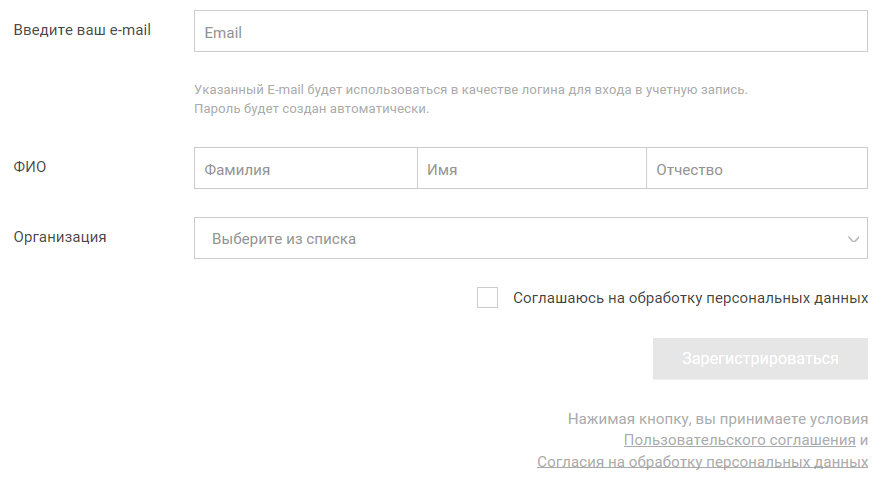 Введите ваш e-mail
Email
Указанный E-mail будет использоваться в качестве логина для входа в учетную запись.
Пароль будет создан автоматически.
ФИО
Фамилия Имя Отчество
Организация
Выберите из списка
Соглашаюсь на обработку персональных данных
Зарегистрироваться
Нажимая кнопку, вы принимаете условия
Пользовательского соглашения и
Согласия на обработку персональных данных